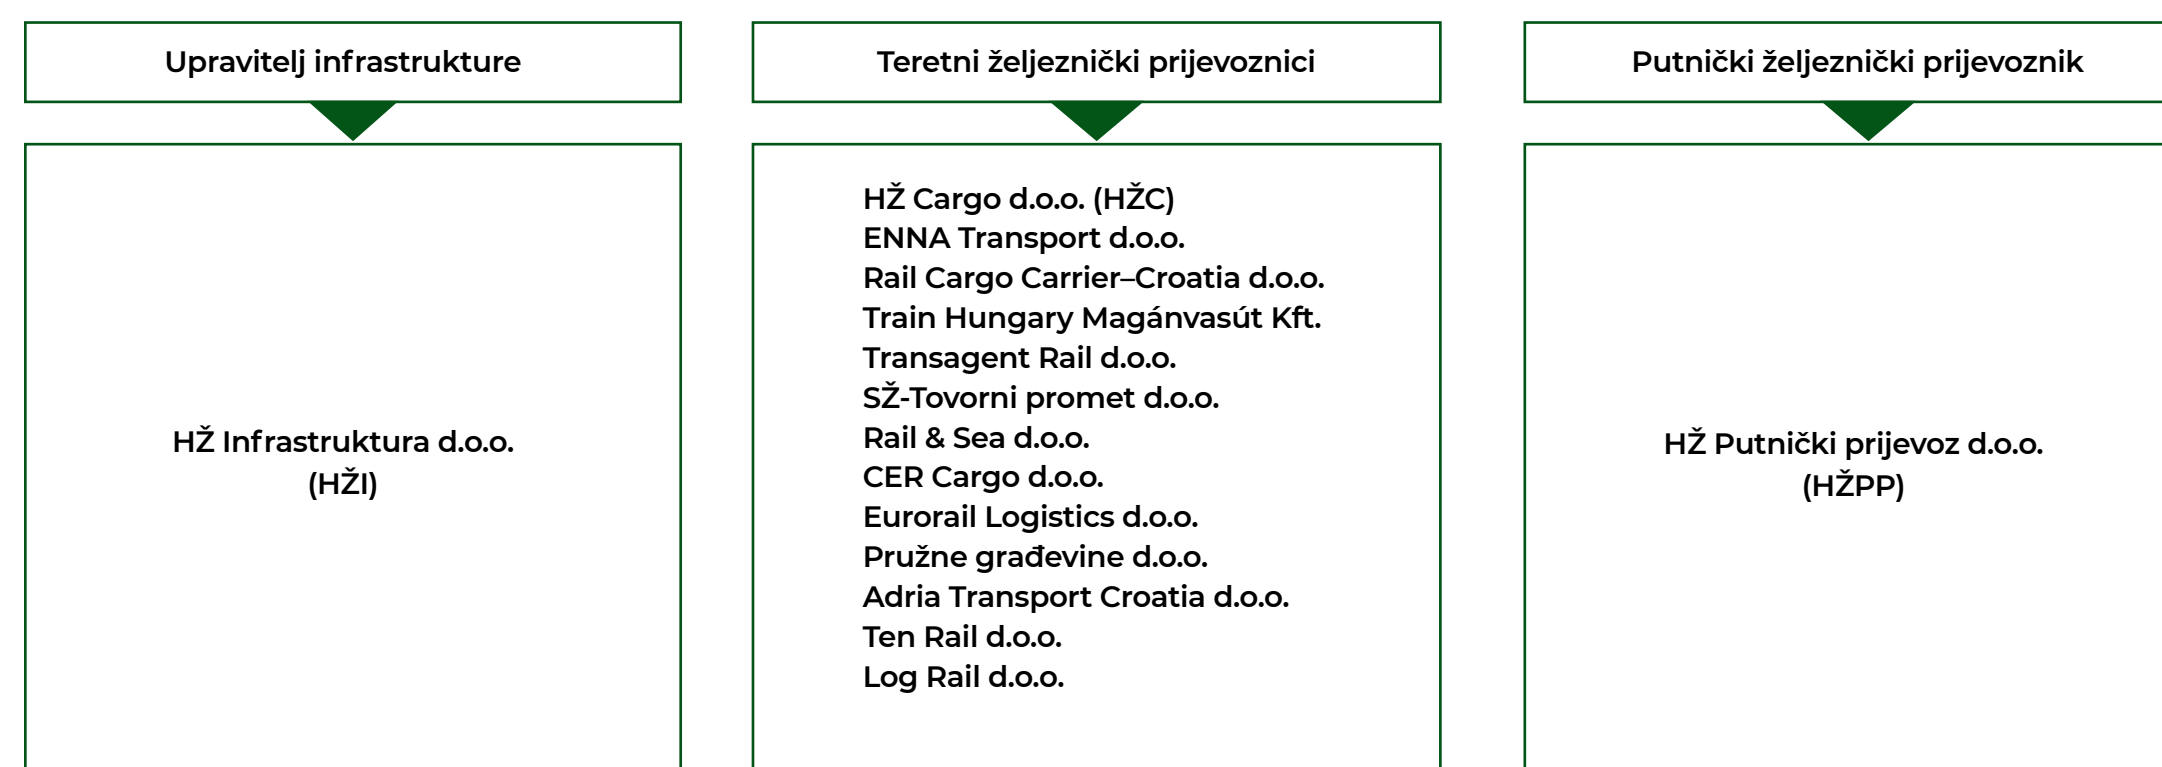 Upravitelj infrastrukture
HŽ Infrastruktura d.o.o.
(HŽI)
Teretni željeznički prijevoznici
HŽ Cargo d.o.o. (HŽC)
ENNA Transport d.o.o.
Rail Cargo Carrier–Croatia d.o.o.
Train Hungary Magánvasút Kft.
Transagent Rail d.o.o.
SŽ-Tovorni promet d.o.o.
Rail & Sea d.o.o.
CER Cargo d.o.o.
Eurorail Logistics d.o.o.
Pružne građevine d.o.o.
Adria Transport Croatia d.o.o.
Ten Rail d.o.o.
Log Rail d.o.o.
Putnički željeznički prijevoznik
HŽ Putnički prijevoz d.o.o.
(HŽPP)